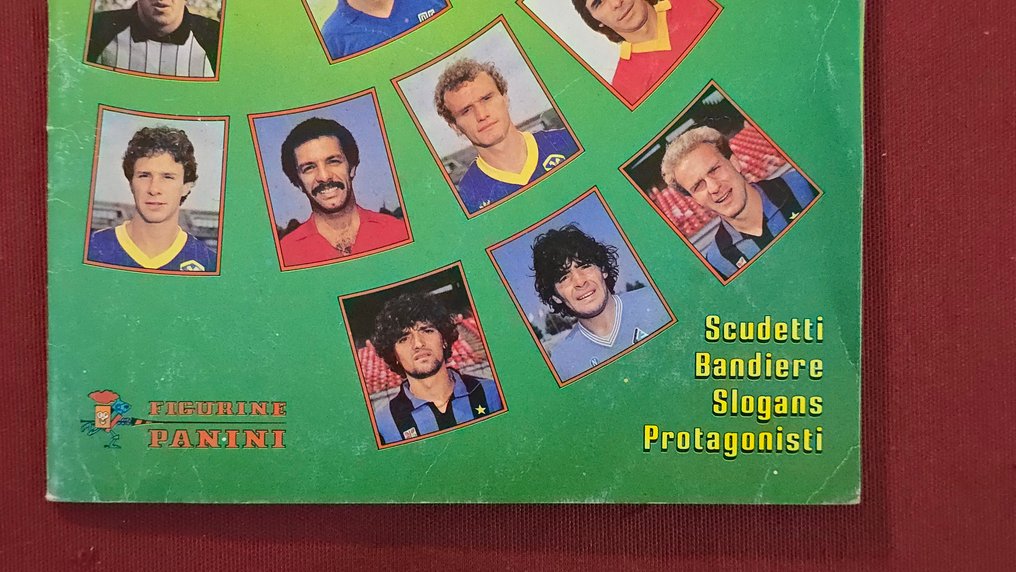 Scudetti
Bandiere
Slogans
Protagonisti
FIGURINE
PANINI